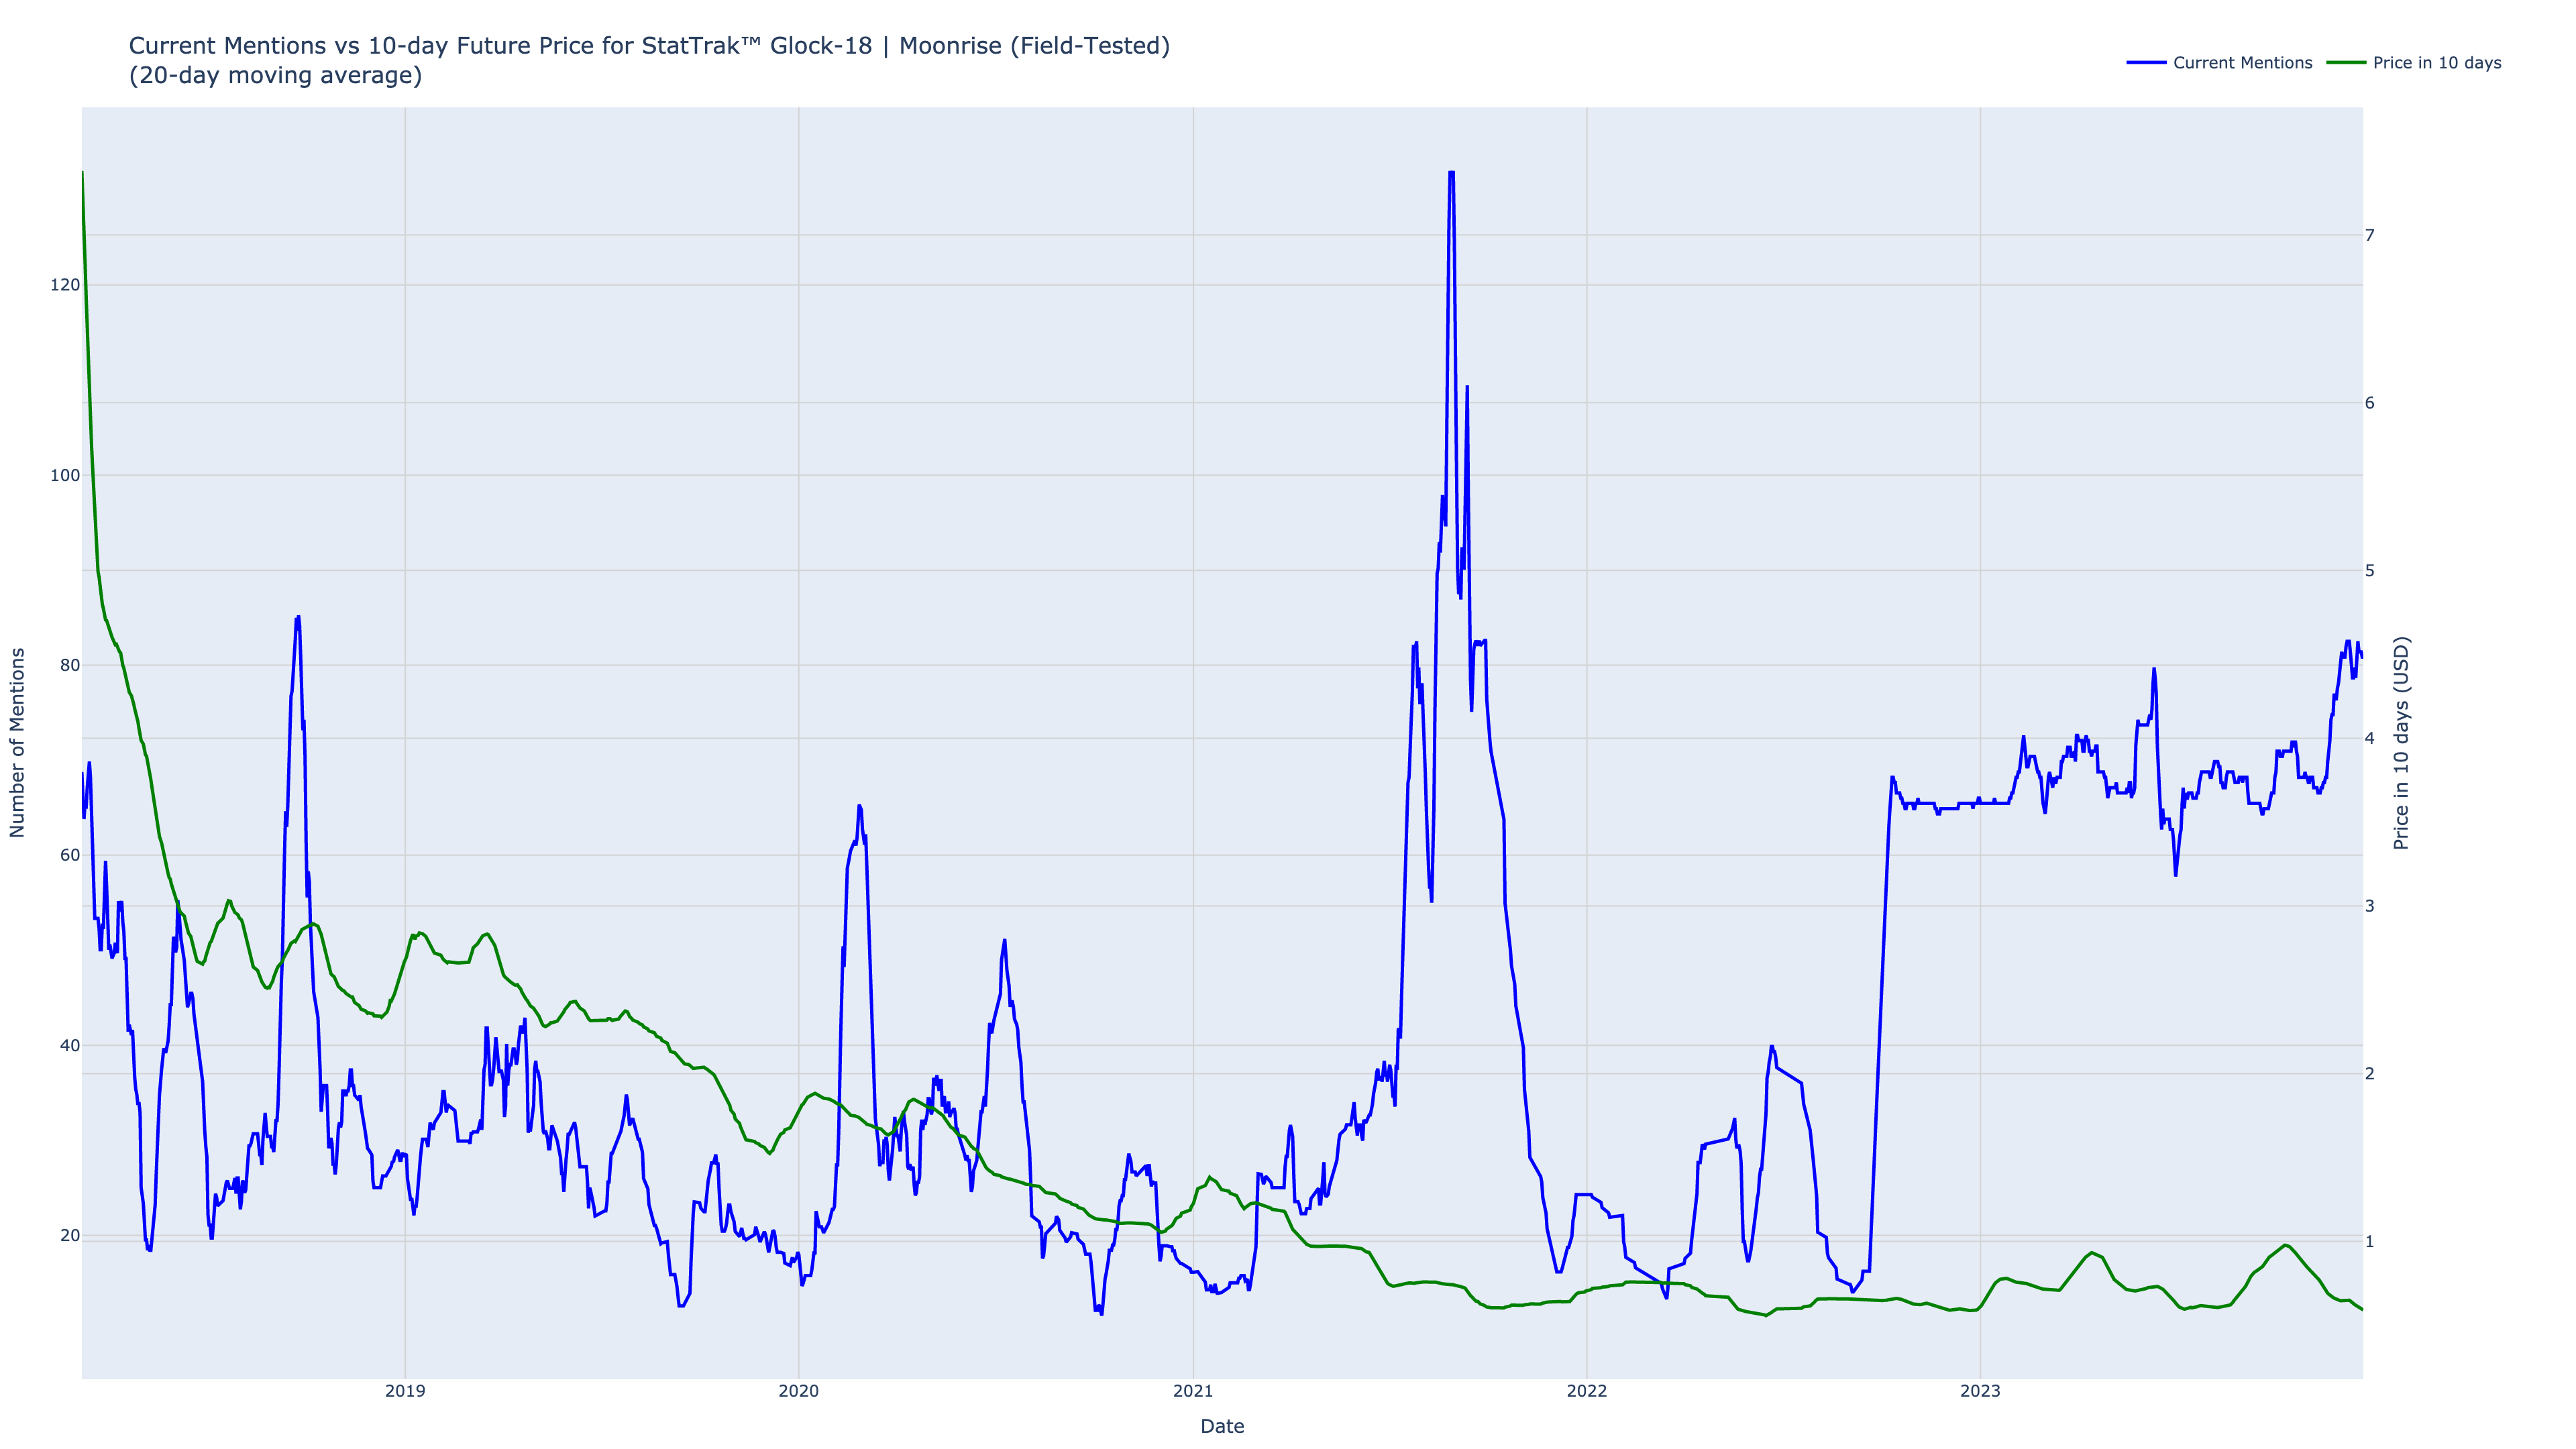 Current Mentions vs 10-day Future Price for StatTrak™ Glock-18 | Moonrise (Field-Tested)
(20-day moving average)
Current Mentions
Price in 10 days
Number of Mentions
120
100
80
60
40
20
7
6
5
4
3
2
1
Price in 10 days (USD)
2019
2020
2021
2022
2023
Date